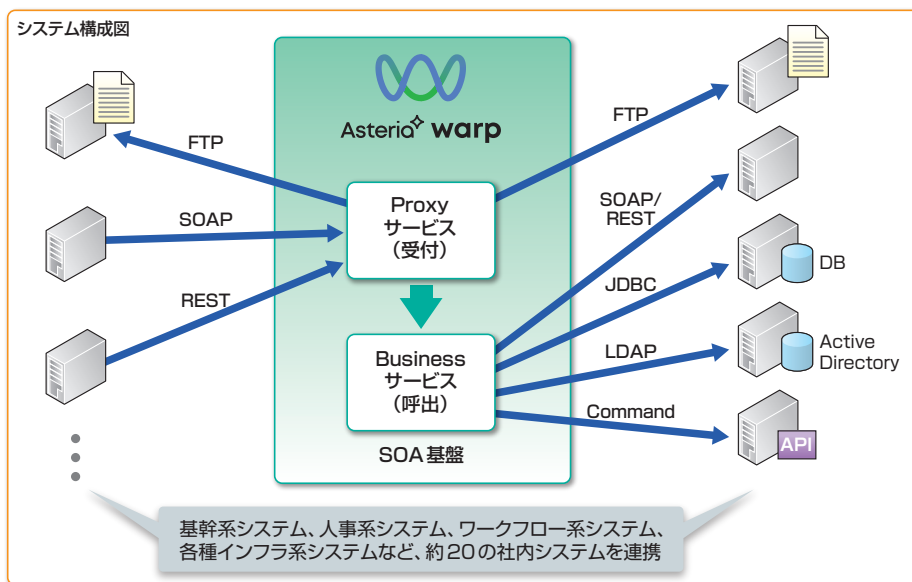 システム構成図
Asteria warp
FTP
SOAP
REST
Proxy
サービス
（受付）
Business
サービス
（呼出）
SOA基盤
FTP
SOAP/
REST
JDBC
LDAP
Command
DB
Active
Directory
API
基幹系システム、人事系システム、ワークフロー系システム、
各種インフラ系システムなど、約20の社内システムを連携